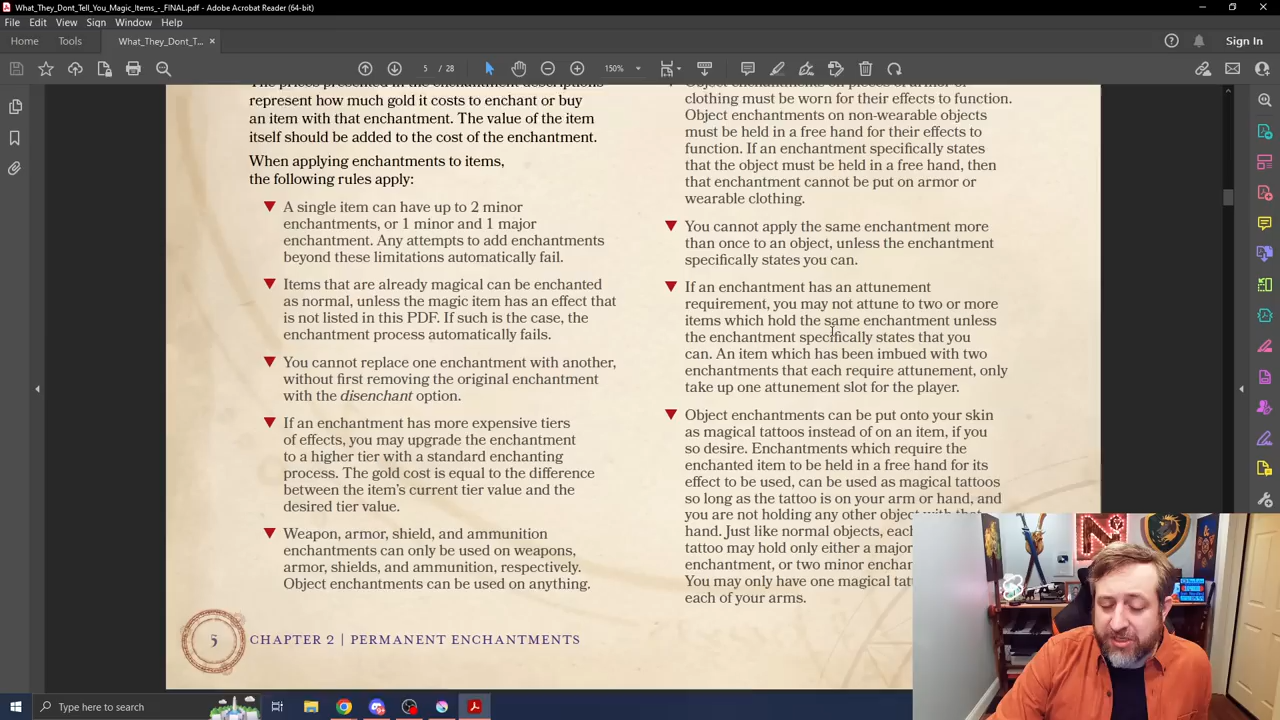 What_They_Dont_Tell_You_Magic_Items_-_FINAL.pdf - Adobe Acrobat Reader (64-bit)
File Edit View Sign Window Help
Home Tools What_They_Dont_T... Sign In
5 / 28 150%
The prices presented in the enchantment descriptions
represent how much gold it costs to enchant or buy
an item with that enchantment. The value of the item
itself should be added to the cost of the enchantment.
When applying enchantments to items,
the following rules apply:
A single item can have up to 2 minor
enchantments, or 1 minor and 1 major
enchantment. Any attempts to add enchantments
beyond these limitations automatically fail.
Items that are already magical can be enchanted
as normal, unless the magic item has an effect that
is not listed in this PDF. If such is the case, the
enchantment process automatically fails.
You cannot replace one enchantment with another,
without first removing the original enchantment
with the disenchant option.
If an enchantment has more expensive tiers
of effects, you may upgrade the enchantment
to a higher tier with a standard enchanting
process. The gold cost is equal to the difference
between the item's current tier value and the
desired tier value.
Weapon, armor, shield, and ammunition
enchantments can only be used on weapons,
armor, shields, and ammunition, respectively.
Object enchantments can be used on anything.
Object enchantments on pieces of armor or
clothing must be worn for their effects to function.
Object enchantments on non-wearable objects
must be held in a free hand for their effects to
function. If an enchantment specifically states
that the object must be held in a free hand, then
that enchantment cannot be put on armor or
wearable clothing.
You cannot apply the same enchantment more
than once to an object, unless the enchantment
specifically states you can.
If an enchantment has an attunement
requirement, you may not attune to two or more
items which hold the same enchantment unless
the enchantment specifically states that you
can. An item which has been imbued with two
enchantments that each require attunement, only
take up one attunement slot for the player.
Object enchantments can be put onto your skin
as magical tattoos instead of on an item, if you
so desire. Enchantments which require the
enchanted item to be held in a free hand for its
effect to be used, can be used as magical tattoos
so long as the tattoo is on your arm or hand, and
you are not holding any other object with that
hand. Just like normal objects, each
tattoo may hold only either a major
enchantment, or two minor
You may only have one magical
each of your arms.
5 CHAPTER 2 | PERMANENT ENCHANTMENTS
Type here to search